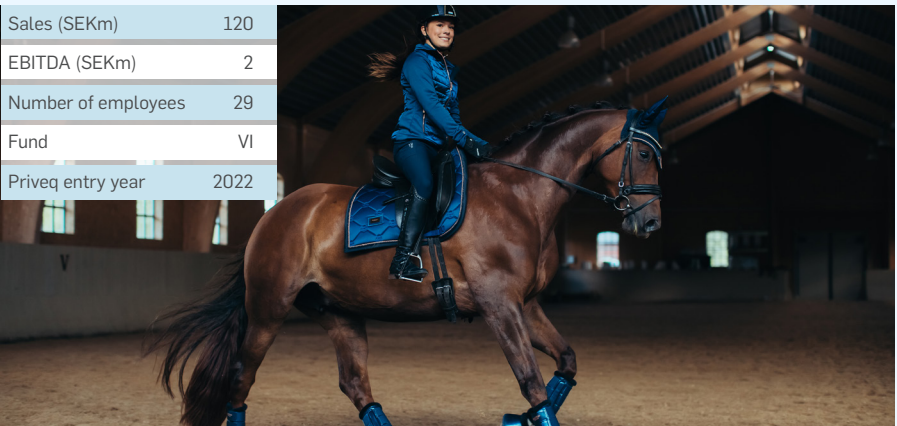 Sales (SEKm) 120
EBITDA (SEKm) 2
Number of employees 29
Fund VI
Priveq entry year 2022
V